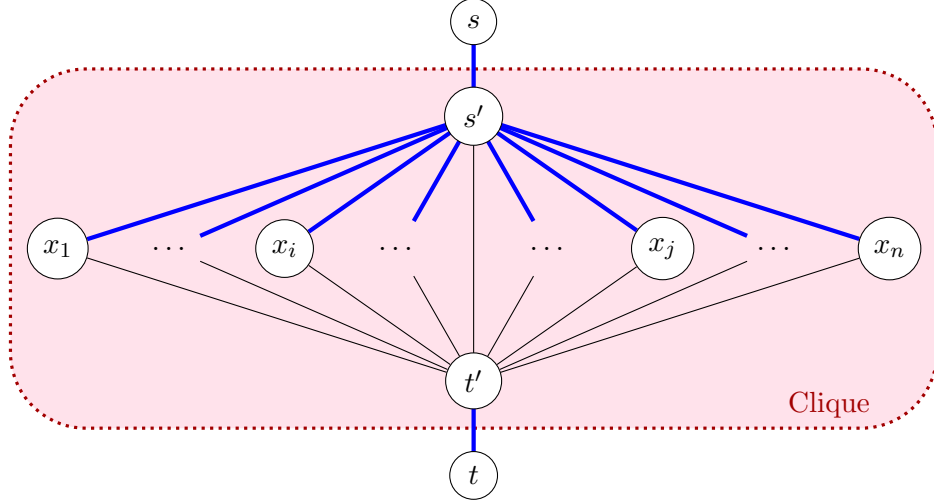 s
s′
x₁ ⋯ xᵢ ⋯ ⋯ xⱼ ⋯ xₙ
t′
Clique
t